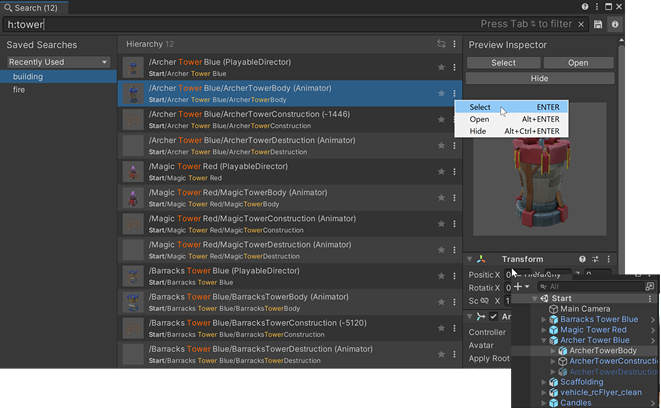 Search (12)
h:tower
Press Tab to filter
Saved Searches
Recently Used
building
fire
Hierarchy 12
/Archer Tower Blue (PlayableDirector)
Start/Archer Tower Blue
/Archer Tower Blue/ArcherTowerBody (Animator)
Start/Archer Tower Blue/ArcherTowerBody
/Archer Tower Blue/ArcherTowerConstruction (-1446)
Start/Archer Tower Blue/ArcherTowerConstruction
/Archer Tower Blue/ArcherTowerDestruction (Animator)
Start/Archer Tower Blue/ArcherTowerDestruction
/Magic Tower Red (PlayableDirector)
Start/Magic Tower Red
/Magic Tower Red/MagicTowerBody (Animator)
Start/Magic Tower Red/MagicTowerBody
/Magic Tower Red/MagicTowerConstruction (Animator)
Start/Magic Tower Red/MagicTowerConstruction
/Magic Tower Red/MagicTowerDestruction (Animator)
Start/Magic Tower Red/MagicTowerDestruction
/Barracks Tower Blue (PlayableDirector)
Start/Barracks Tower Blue
/Barracks Tower Blue/BarracksTowerBody (Animator)
Start/Barracks Tower Blue/BarracksTowerBody
/Barracks Tower Blue/BarracksTowerConstruction (-5120)
Start/Barracks Tower Blue/BarracksTowerConstruction
/Barracks Tower Blue/BarracksTowerDestruction (Animator)
Start/Barracks Tower Blue/BarracksTowerDestruction
Preview Inspector
Select Open
Hide
Select ENTER
Open Alt+ENTER
Hide Alt+Ctrl+ENTER
Transform
Positic X 0
Rotatic X 0
Sc X 1
Controller
Avatar
Apply Root
All
Start
Main Camera
Barracks Tower Blue
Magic Tower Red
Archer Tower Blue
ArcherTowerBody
ArcherTowerConstructi
ArcherTowerDestructio
Scaffolding
vehicle_rcFlyer_clean
Candles